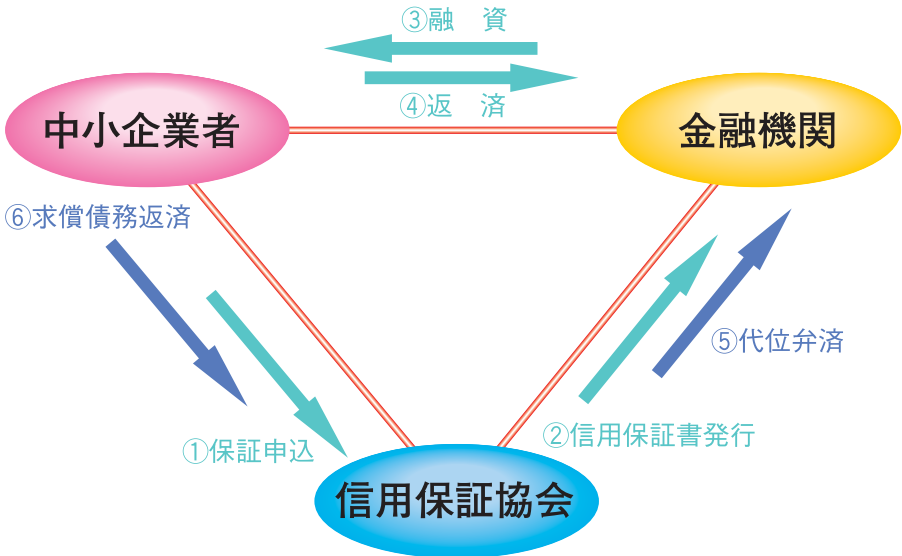 ③融　資
④返　済
中小企業者
金融機関
⑥求償債務返済
⑤代位弁済
②信用保証書発行
①保証申込
信用保証協会